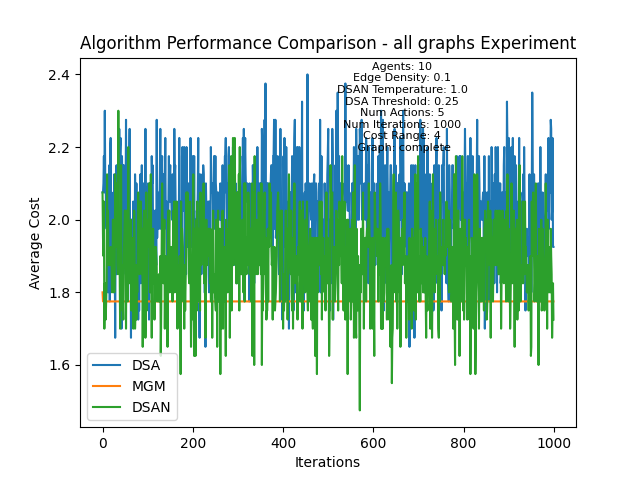 Algorithm Performance Comparison - all graphs Experiment
Agents: 10
Edge Density: 0.1
DSAN Temperature: 1.0
DSA Threshold: 0.25
Num Actions: 5
Num Iterations: 1000
Cost Range: 4
Graph: complete
Average Cost
2.4
2.2
2.0
1.8
1.6
DSA
MGM
DSAN
0
200
400
600
800
1000
Iterations